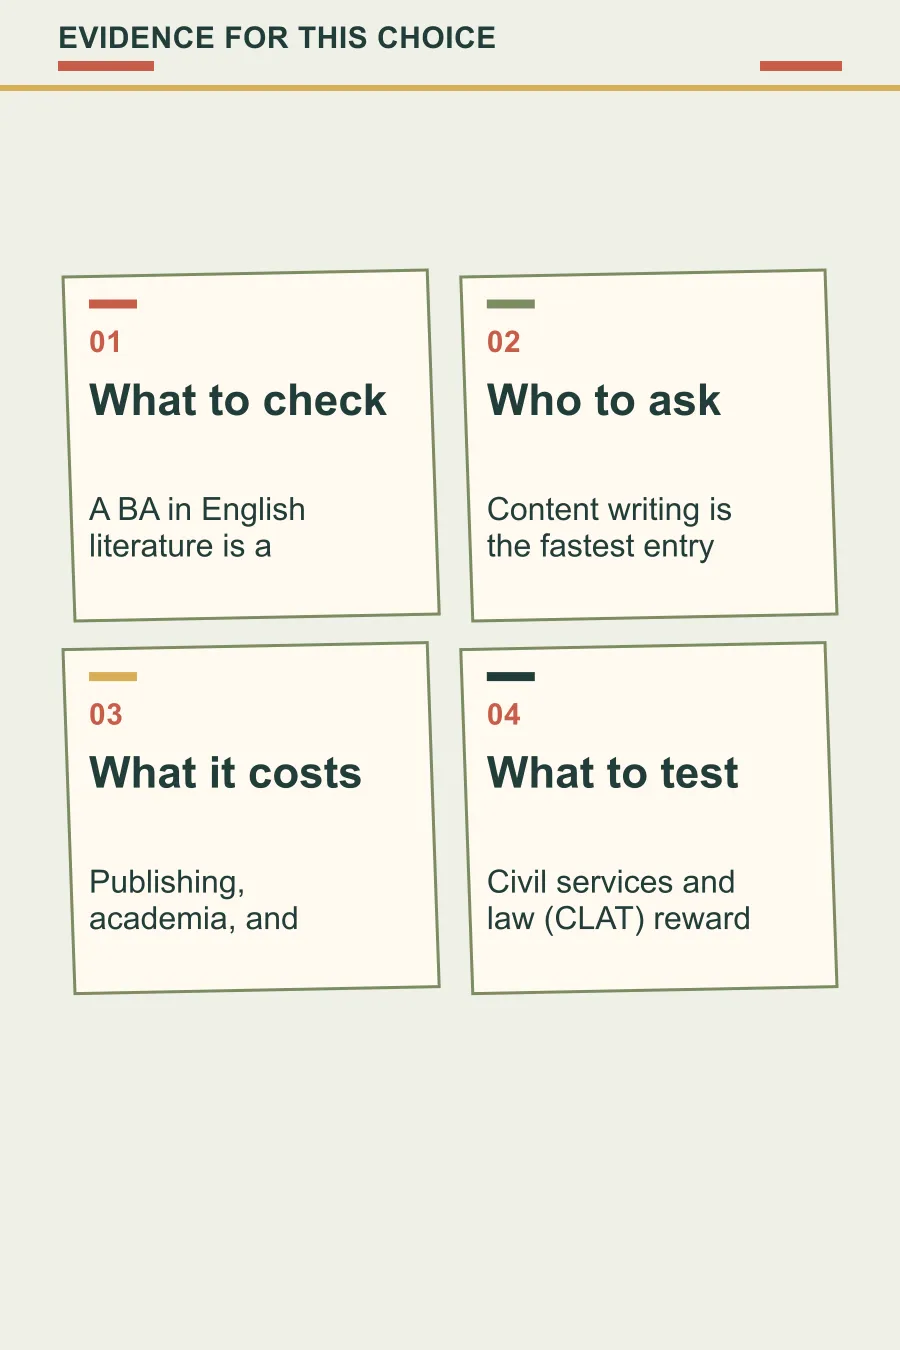 EVIDENCE FOR THIS CHOICE
01
What to check
A BA in English
literature is a
02
Who to ask
Content writing is
the fastest entry
03
What it costs
Publishing,
academia, and
04
What to test
Civil services and
law (CLAT) reward